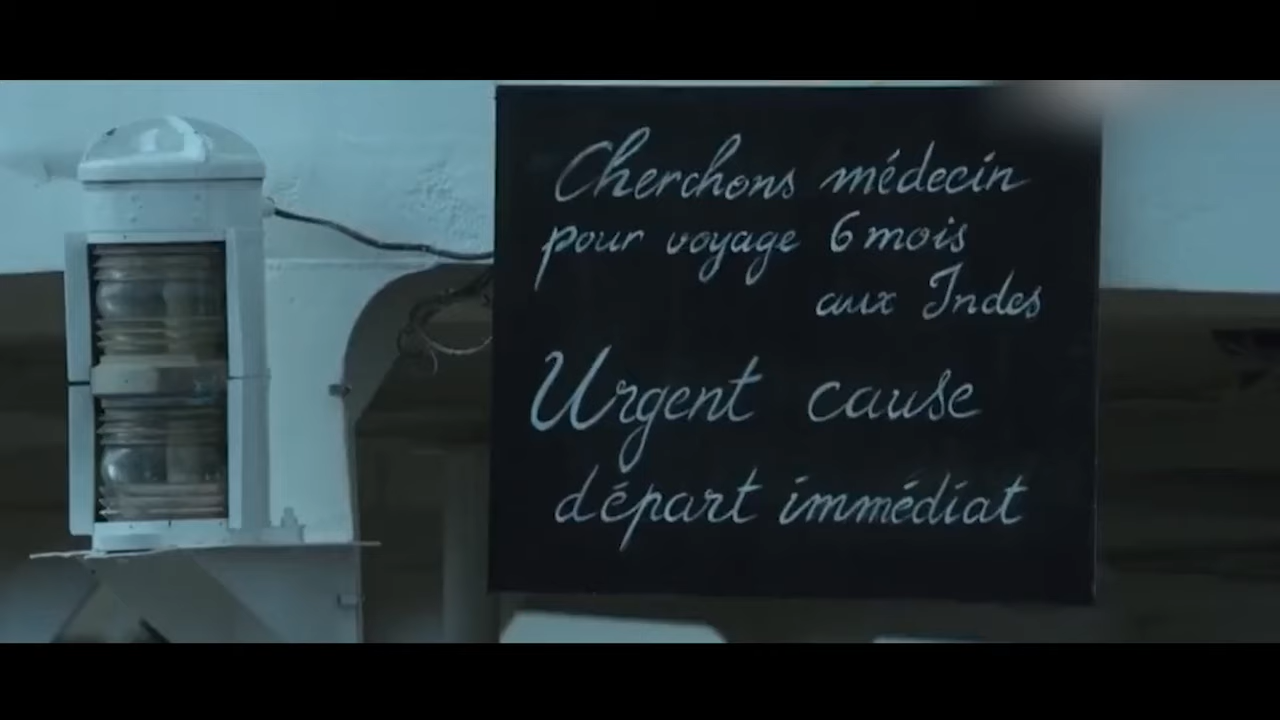 Cherchons médecin
pour voyage 6 mois
aux Indes
Urgent cause
départ immédiat